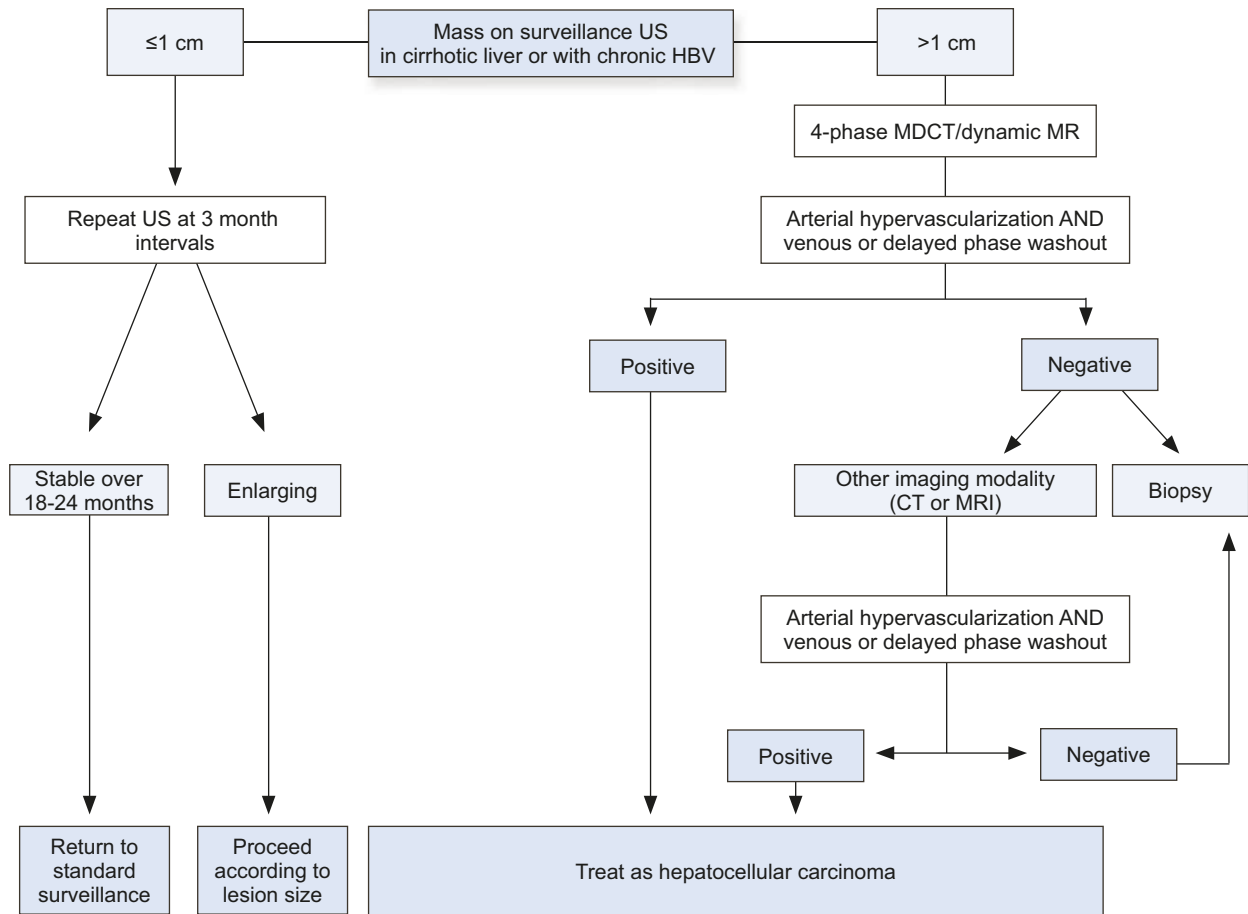 ≤1 cm
Mass on surveillance US
in cirrhotic liver or with chronic HBV
>1 cm
4-phase MDCT/dynamic MR
Repeat US at 3 month
intervals
Arterial hypervascularization AND
venous or delayed phase washout
Positive
Negative
Stable over
18-24 months
Enlarging
Other imaging modality
(CT or MRI)
Biopsy
Arterial hypervascularization AND
venous or delayed phase washout
Positive
Negative
Return to
standard
surveillance
Proceed
according to
lesion size
Treat as hepatocellular carcinoma